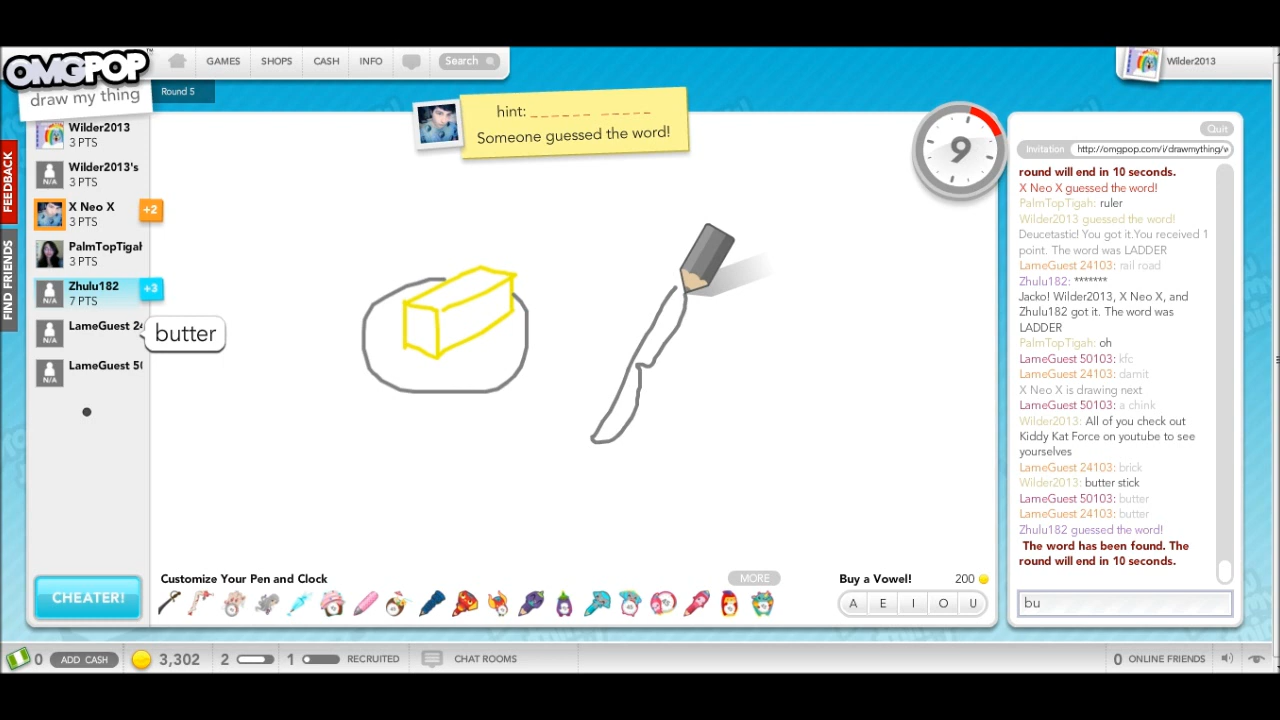 OMGPOP
draw my thing
GAMES
SHOPS
CASH
INFO
Search
Wilder2013
Round 5
hint: ______ _____
Someone guessed the word!
9
FEEDBACK
FIND FRIENDS
Wilder2013
3 PTS
N/A
Wilder2013's
3 PTS
X Neo X
3 PTS
+2
PalmTopTigah
3 PTS
N/A
Zhulu182
7 PTS
+3
N/A
LameGuest 24
butter
N/A
LameGuest 50
CHEATER!
Customize Your Pen and Clock
MORE
Buy a Vowel!
200
A E I O U
Quit
Invitation http://omgpop.com/i/drawmything/w
round will end in 10 seconds.
X Neo X guessed the word!
PalmTopTigah: ruler
Wilder2013 guessed the word!
Deucetastic! You got it.You received 1
point. The word was LADDER
LameGuest 24103: rail road
Zhulu182: *******
Jacko! Wilder2013, X Neo X, and
Zhulu182 got it. The word was
LADDER
PalmTopTigah: oh
LameGuest 50103: kfc
LameGuest 24103: damit
X Neo X is drawing next
LameGuest 50103: a chink
Wilder2013: All of you check out
Kiddy Kat Force on youtube to see
yourselves
LameGuest 24103: brick
Wilder2013: butter stick
LameGuest 50103: butter
LameGuest 24103: butter
Zhulu182 guessed the word!
The word has been found. The
round will end in 10 seconds.
bu
0
ADD CASH
3,302
2
1
RECRUITED
CHAT ROOMS
0 ONLINE FRIENDS